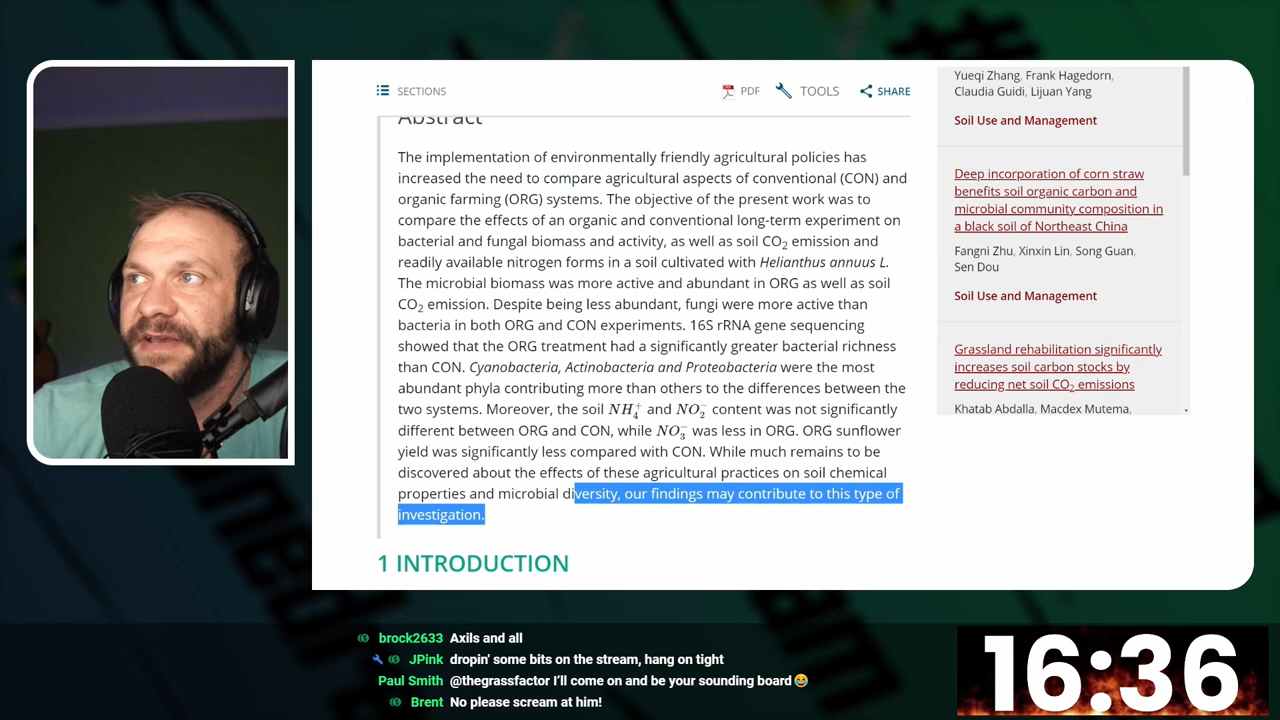 SECTIONS
PDF
TOOLS
SHARE
Abstract
The implementation of environmentally friendly agricultural policies has
increased the need to compare agricultural aspects of conventional (CON) and
organic farming (ORG) systems. The objective of the present work was to
compare the effects of an organic and conventional long-term experiment on
bacterial and fungal biomass and activity, as well as soil CO₂ emission and
readily available nitrogen forms in a soil cultivated with Helianthus annuus L.
The microbial biomass was more active and abundant in ORG as well as soil
CO₂ emission. Despite being less abundant, fungi were more active than
bacteria in both ORG and CON experiments. 16S rRNA gene sequencing
showed that the ORG treatment had a significantly greater bacterial richness
than CON. Cyanobacteria, Actinobacteria and Proteobacteria were the most
abundant phyla contributing more than others to the differences between the
two systems. Moreover, the soil NH₄⁺ and NO₂⁻ content was not significantly
different between ORG and CON, while NO₃⁻ was less in ORG. ORG sunflower
yield was significantly less compared with CON. While much remains to be
discovered about the effects of these agricultural practices on soil chemical
properties and microbial diversity, our findings may contribute to this type of
investigation.
1 INTRODUCTION
Yueqi Zhang, Frank Hagedorn,
Claudia Guidi, Lijuan Yang
Soil Use and Management
Deep incorporation of corn straw
benefits soil organic carbon and
microbial community composition in
a black soil of Northeast China
Fangni Zhu, Xinxin Lin, Song Guan,
Sen Dou
Soil Use and Management
Grassland rehabilitation significantly
increases soil carbon stocks by
reducing net soil CO₂ emissions
Khatab Abdalla, Macdex Mutema,
brock2633 Axils and all
JPink dropin' some bits on the stream, hang on tight
Paul Smith @thegrassfactor I'll come on and be your sounding board😂
Brent No please scream at him!
16:36